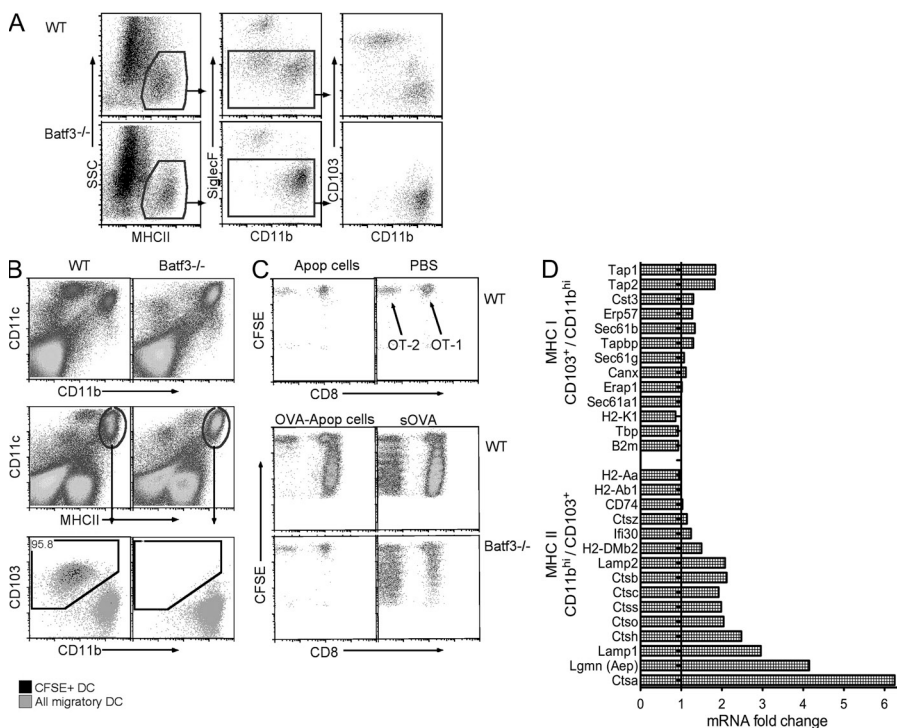 A
WT
Batf3-/-
SSC
SiglecF
CD103
MHCII
CD11b
CD11b
B
WT
Batf3-/-
CD11c
CD11b
CD11c
MHCII
95.8
CD103
CD11b
CFSE+ DC
All migratory DC
C
Apop cells
PBS
WT
CFSE
OT-2
OT-1
CD8
OVA-Apop cells
sOVA
WT
Batf3-/-
CFSE
CD8
D
MHC I
CD103+ / CD11bhi
Tap1
Tap2
Cst3
Erp57
Sec61b
Tapbp
Sec61g
Canx
Erap1
Sec61a1
H2-K1
Tbp
B2m
MHC II
CD11bhi / CD103+
H2-Aa
H2-Ab1
CD74
Ctsz
Ifi30
H2-DMb2
Lamp2
Ctsb
Ctsc
Ctss
Ctso
Ctsh
Lamp1
Lgmn (Aep)
Ctsa
0 1 2 3 4 5 6
mRNA fold change